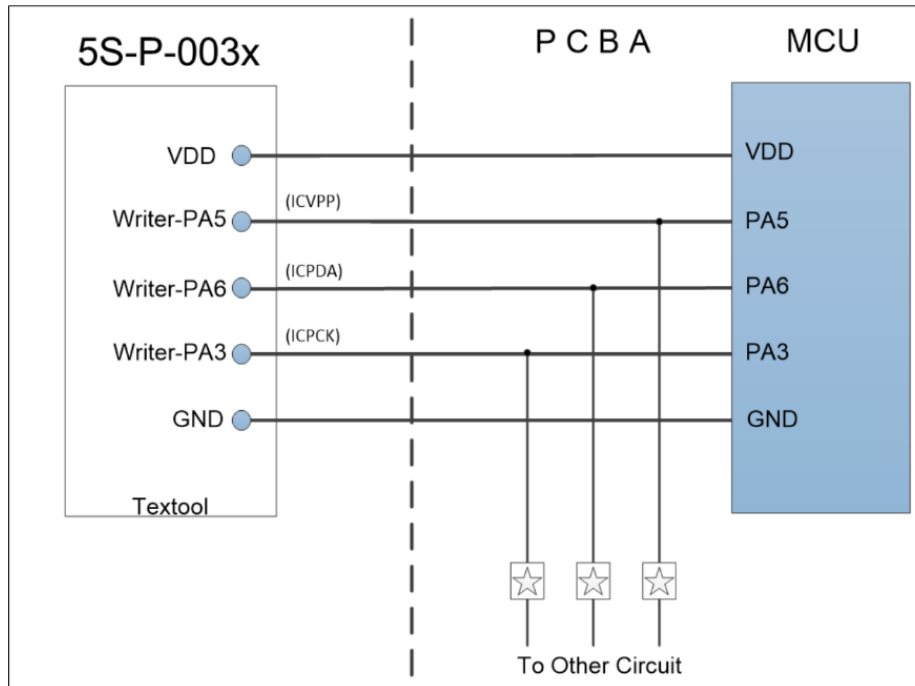 5S-P-003x
P C B A
MCU
VDD
VDD
Writer-PA5
(ICVPP)
PA5
Writer-PA6
(ICPDA)
PA6
Writer-PA3
(ICPCK)
PA3
GND
GND
Textool
To Other Circuit